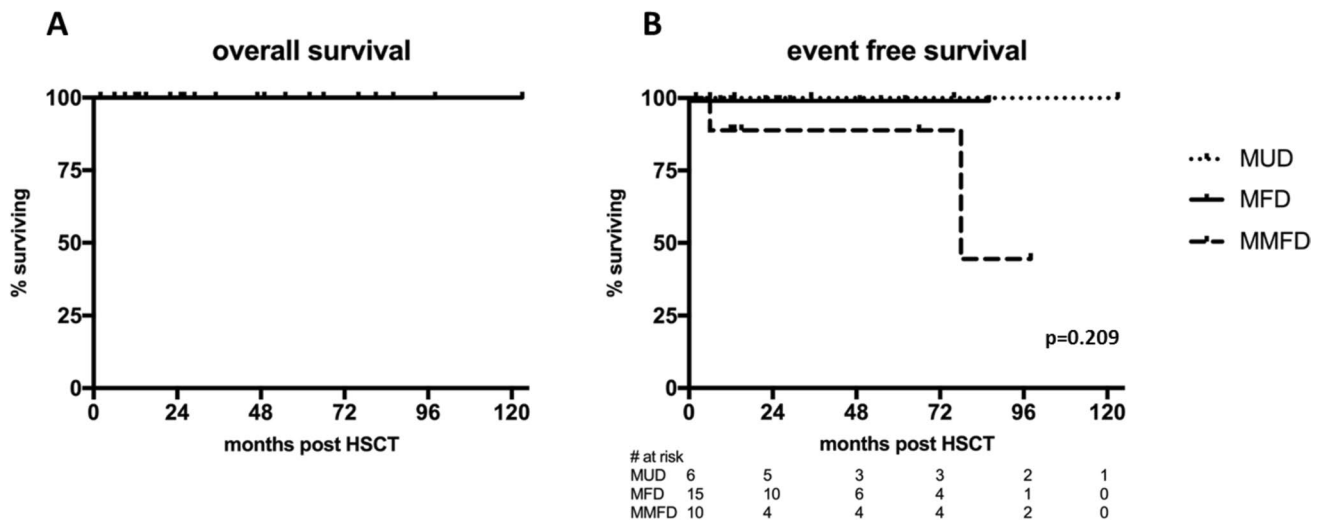 A
overall survival
100
75
50
25
0
% surviving
0 24 48 72 96 120
months post HSCT
B
event free survival
100
75
50
25
0
% surviving
p=0.209
0 24 48 72 96 120
months post HSCT
MUD
MFD
MMFD
# at risk
MUD 6 5 3 3 2 1
MFD 15 10 6 4 1 0
MMFD 10 4 4 4 2 0